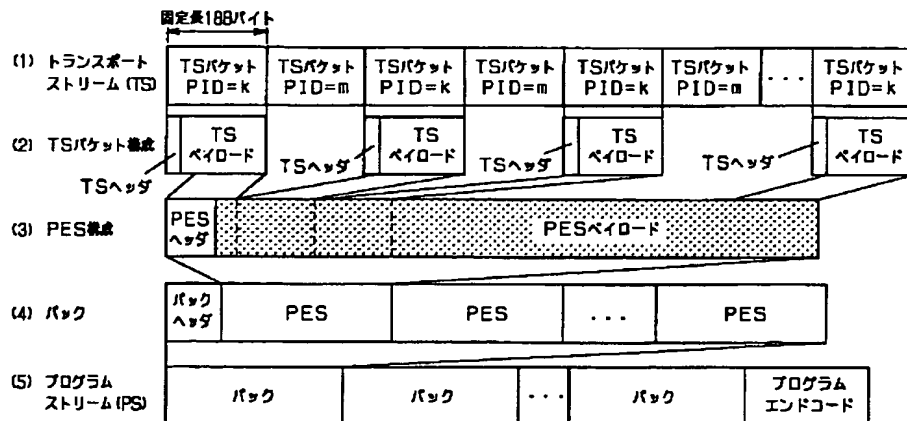 固定長188バイト
(1) トランスポート
ストリーム(TS)
TSパケット
PID=k
TSパケット
PID=m
TSパケット
PID=k
TSパケット
PID=m
TSパケット
PID=k
TSパケット
PID=m
・・・
TSパケット
PID=k
(2) TSパケット構成
TS
ペイロード
TS
ペイロード
TS
ペイロード
TS
ペイロード
TSヘッダ
TSヘッダ
TSヘッダ
TSヘッダ
(3) PES構成
PES
ヘッダ
PESペイロード
(4) パック
パック
ヘッダ
PES
PES
・・・
PES
(5) プログラム
ストリーム(PS)
パック
パック
・・・
パック
プログラム
エンドコード